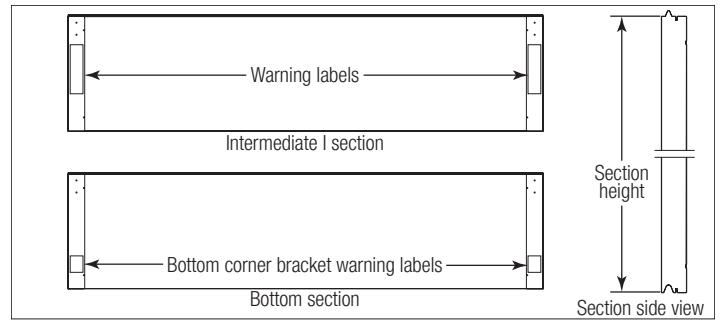 Warning labels
Intermediate I section
Bottom corner bracket warning labels
Bottom section
Section
height
Section side view